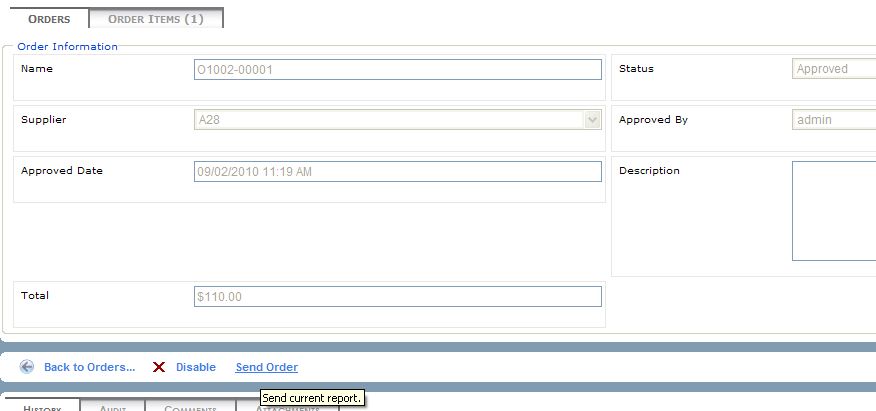 ORDERS ORDER ITEMS (1)
Order Information
Name O1002-00001 Status Approved
Supplier A28 Approved By admin
Approved Date 09/02/2010 11:19 AM Description
Total $110.00
Back to Orders... Disable Send Order
Send current report.
HISTORY AUDIT COMMENTS ATTACHMENTS